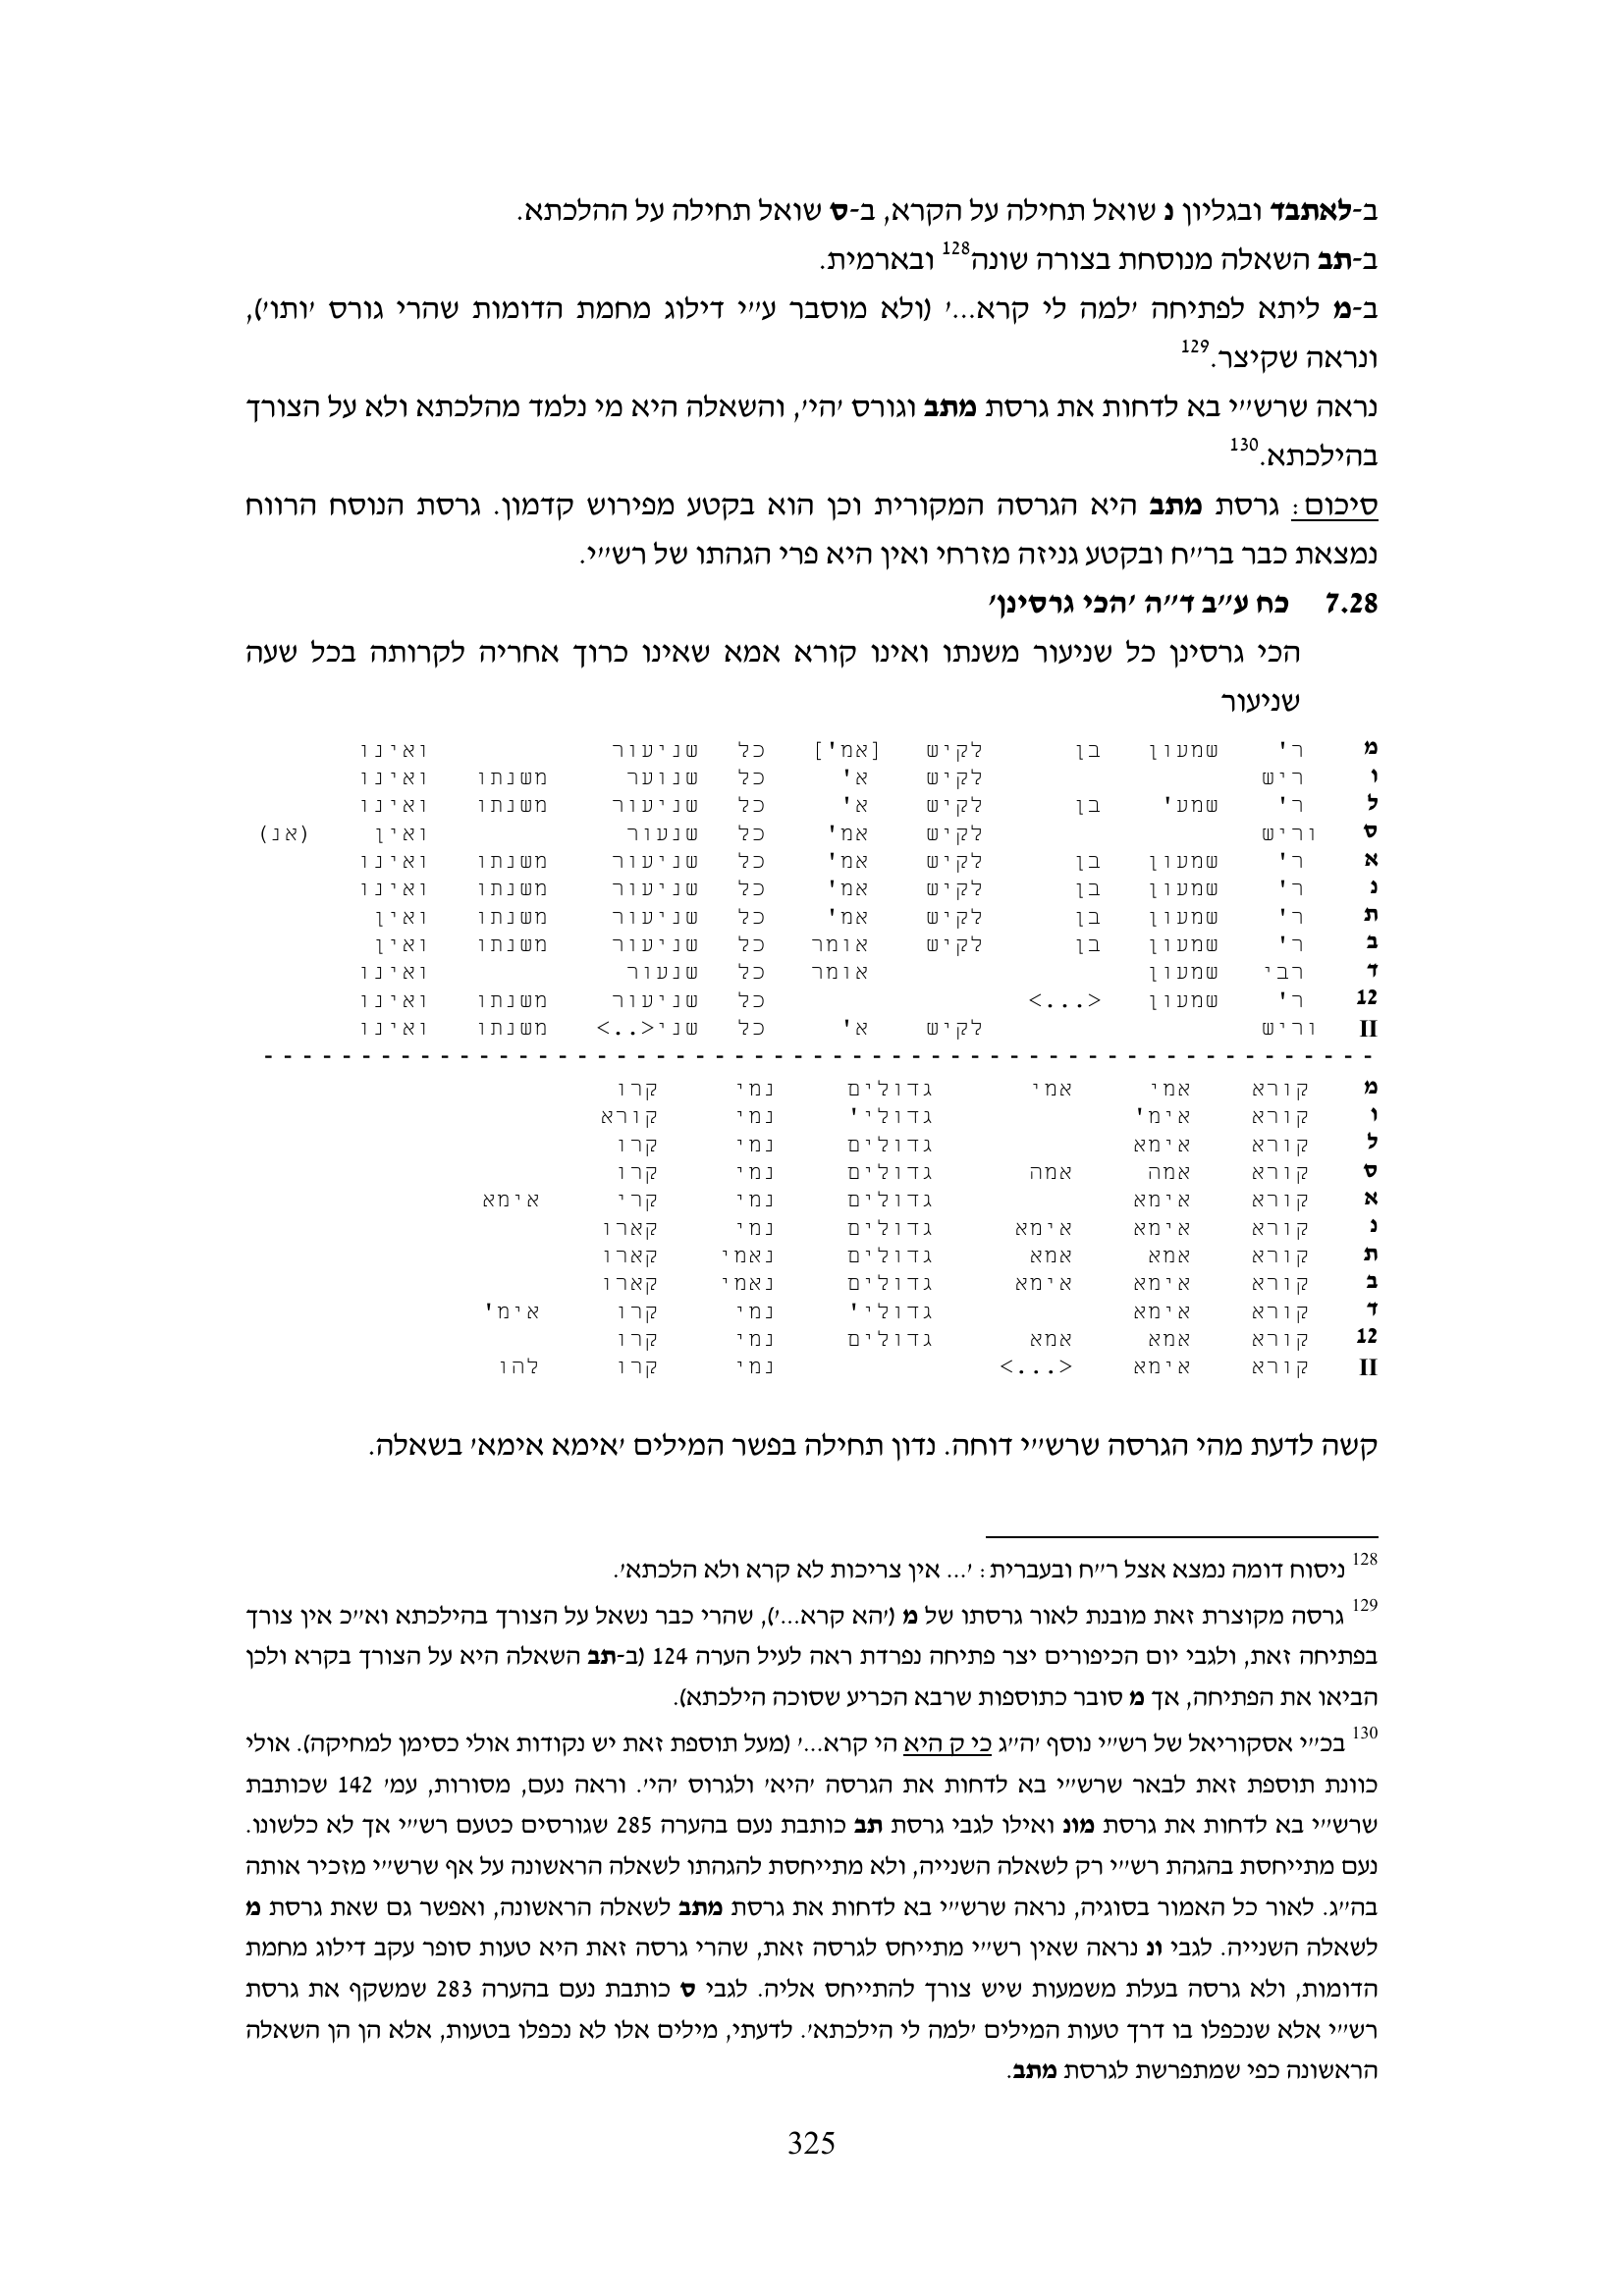 ב-לאתבד ובגליון נ שואל תחילה על הקרא, ב-ס שואל תחילה על ההלכתא.
ב-תב השאלה מנוסחת בצורה שונה128 ובארמית.
ב-מ ליתא לפתיחה 'למה לי קרא...' (ולא מוסבר ע"י דילוג מחמת הדומות שהרי גורס 'ותו'),
ונראה שקיצר.129
נראה שרש"י בא לדחות את גרסת מתב וגורס 'הי', והשאלה היא מי נלמד מהלכתא ולא על הצורך
בהילכתא.130
סיכום: גרסת מתב היא הגרסה המקורית וכן הוא בקטע מפירוש קדמון. גרסת הנוסח הרווח
נמצאת כבר בר"ח ובקטע גניזה מזרחי ואין היא פרי הגהתו של רש"י.
7.28 כח ע"ב ד"ה 'הכי גרסינן'
הכי גרסינן כל שניעור משנתו ואינו קורא אמא שאינו כרוך אחריה לקרותה בכל שעה
שניעור
מ ר' שמעון בן לקיש [אמ'] כל שניעור ואינו
ו ריש לקיש א' כל שנוער משנתו ואינו
ל ר' שמע' בן לקיש א' כל שניעור משנתו ואינו
ס וריש לקיש אמ' כל שנעור ואין (אנ)
א ר' שמעון בן לקיש אמ' כל שניעור משנתו ואינו
נ ר' שמעון בן לקיש אמ' כל שניעור משנתו ואינו
ת ר' שמעון בן לקיש אמ' כל שניעור משנתו ואין
ב ר' שמעון בן לקיש אומר כל שניעור משנתו ואין
ד רבי שמעון אומר כל שנעור ואינו
12 ר' שמעון <...> כל שניעור משנתו ואינו
II וריש לקיש א' כל שני<..> משנתו ואינו
- - - - - - - - - - - - - - - - - - - - - - - - - - - - - - - - - - - - - - - - - - - - - - - - - - - - - - - -
מ קורא אמי אמי גדולים נמי קרו
ו קורא אימ' גדולי' נמי קורא
ל קורא אימא גדולים נמי קרו
ס קורא אמה אמה גדולים נמי קרו
א קורא אימא גדולים נמי קרי אימא
נ קורא אימא אימא גדולים נמי קארו
ת קורא אמא אמא גדולים נאמי קארו
ב קורא אימא אימא גדולים נאמי קארו
ד קורא אימא גדולי' נמי קרו אימ'
12 קורא אמא אמא גדולים נמי קרו
II קורא אימא <...> נמי קרו להו
קשה לדעת מהי הגרסה שרש"י דוחה. נדון תחילה בפשר המילים 'אימא אימא' בשאלה.
128 ניסוח דומה נמצא אצל ר"ח ובעברית: '... אין צריכות לא קרא ולא הלכתא'.
129 גרסה מקוצרת זאת מובנת לאור גרסתו של מ ('הא קרא...'), שהרי כבר נשאל על הצורך בהילכתא וא"כ אין צורך
בפתיחה זאת, ולגבי יום הכיפורים יצר פתיחה נפרדת ראה לעיל הערה 124 (ב-תב השאלה היא על הצורך בקרא ולכן
הביאו את הפתיחה, אך מ סובר כתוספות שרבא הכריע שסוכה הילכתא).
130 בכ"י אסקוריאל של רש"י נוסף 'ה"ג כי ק היא הי קרא...' (מעל תוספת זאת יש נקודות אולי כסימן למחיקה). אולי
כוונת תוספת זאת לבאר שרש"י בא לדחות את הגרסה 'היא' ולגרוס 'הי'. וראה נעם, מסורות, עמ' 142 שכותבת
שרש"י בא לדחות את גרסת מונ ואילו לגבי גרסת תב כותבת נעם בהערה 285 שגורסים כטעם רש"י אך לא כלשונו.
נעם מתייחסת בהגהת רש"י רק לשאלה השנייה, ולא מתייחסת להגהתו לשאלה הראשונה על אף שרש"י מזכיר אותה
בה"ג. לאור כל האמור בסוגיה, נראה שרש"י בא לדחות את גרסת מתב לשאלה הראשונה, ואפשר גם שאת גרסת מ
לשאלה השנייה. לגבי ונ נראה שאין רש"י מתייחס לגרסה זאת, שהרי גרסה זאת היא טעות סופר עקב דילוג מחמת
הדומות, ולא גרסה בעלת משמעות שיש צורך להתייחס אליה. לגבי ס כותבת נעם בהערה 283 שמשקף את גרסת
רש"י אלא שנכפלו בו דרך טעות המילים 'למה לי הילכתא'. לדעתי, מילים אלו לא נכפלו בטעות, אלא הן הן השאלה
הראשונה כפי שמתפרשת לגרסת מתב.
325